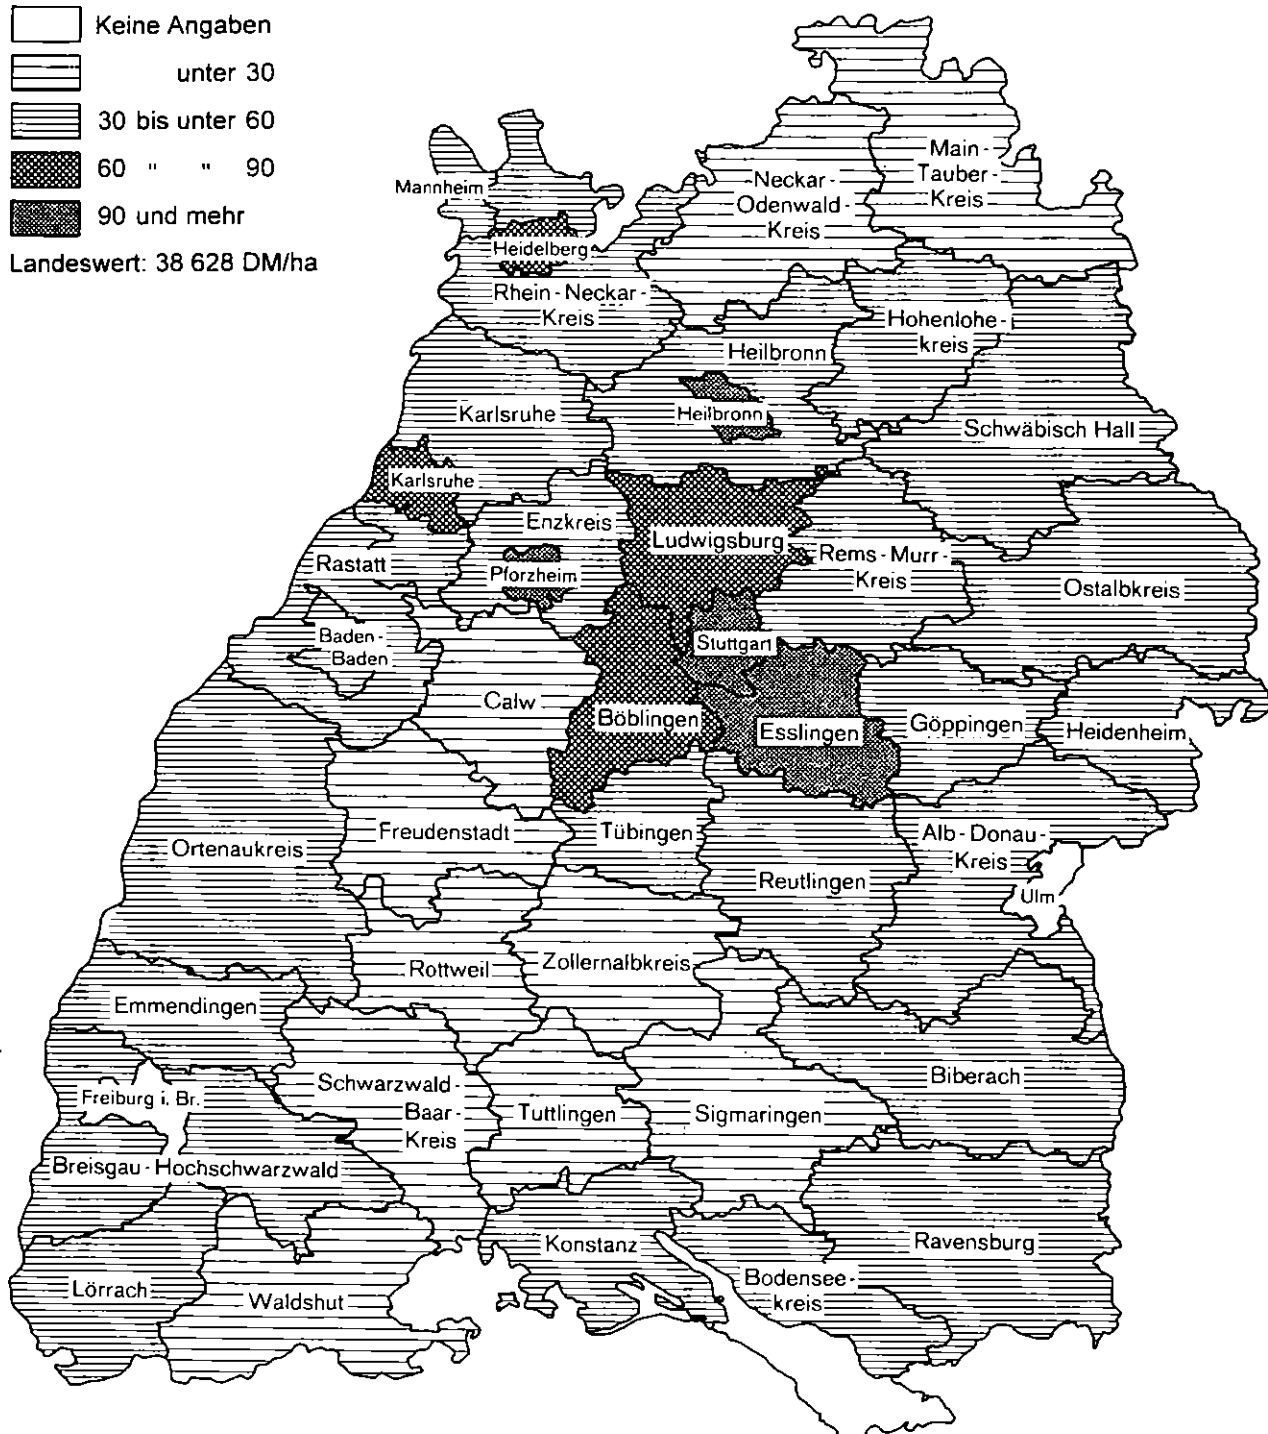 Keine Angaben
unter 30
30 bis unter 60
60 " " 90
90 und mehr
Landeswert: 38 628 DM/ha
Main-
Tauber-
Kreis
Neckar-
Odenwald-
Kreis
Mannheim
Heidelberg
Rhein-Neckar-
Kreis
Hohenlohe-
kreis
Heilbronn
Karlsruhe
Heilbronn
Schwäbisch Hall
Karlsruhe
Enzkreis
Ludwigsburg
Rems-Murr-
Kreis
Rastatt
Pforzheim
Ostalbkreis
Baden-
Baden
Stuttgart
Calw
Böblingen
Esslingen
Göppingen
Heidenheim
Freudenstadt
Tübingen
Alb-Donau-
Kreis
Ortenaukreis
Reutlingen
Ulm
Rottweil
Zollernalbkreis
Emmendingen
Schwarzwald-
Baar-
Kreis
Tuttlingen
Sigmaringen
Biberach
Freiburg i. Br.
Breisgau-Hochschwarzwald
Konstanz
Ravensburg
Bodensee-
kreis
Lörrach
Waldshut